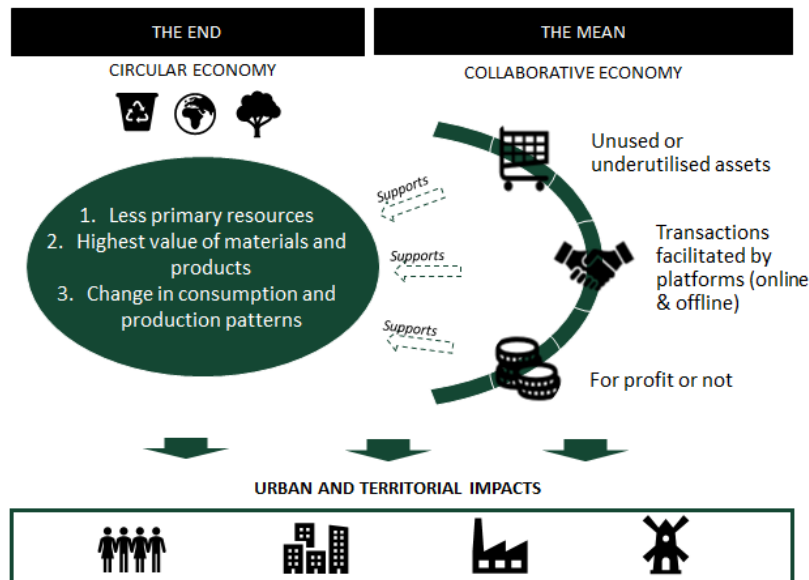 THE END
THE MEAN
CIRCULAR ECONOMY
COLLABORATIVE ECONOMY
Unused or
underutilised assets
Supports
1. Less primary resources
2. Highest value of materials and
products
3. Change in consumption and
production patterns
Supports
Transactions
facilitated by
platforms (online
& offline)
Supports
For profit or not
URBAN AND TERRITORIAL IMPACTS